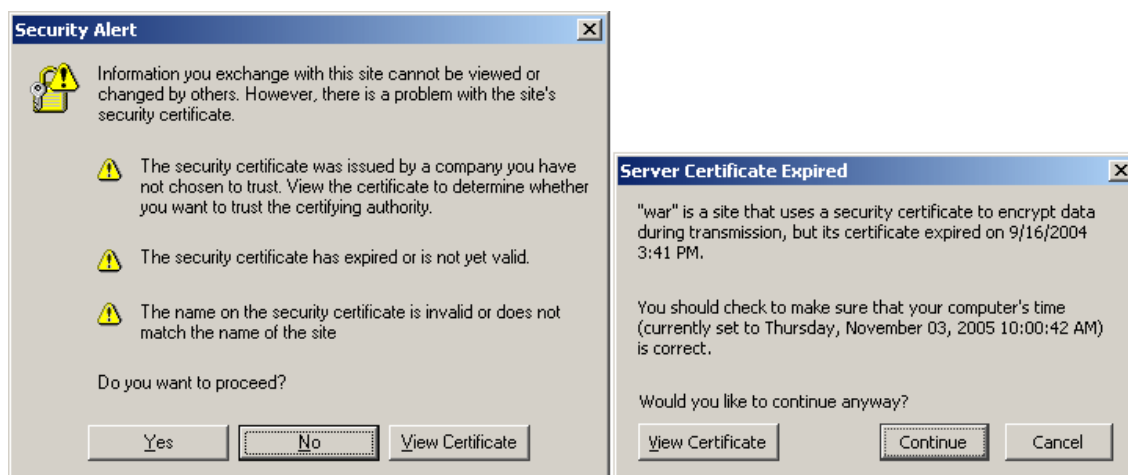 Security Alert
Information you exchange with this site cannot be viewed or
changed by others. However, there is a problem with the site's
security certificate.
The security certificate was issued by a company you have
not chosen to trust. View the certificate to determine whether
you want to trust the certifying authority.
The security certificate has expired or is not yet valid.
The name on the security certificate is invalid or does not
match the name of the site
Do you want to proceed?
Yes No View Certificate
Server Certificate Expired
"war" is a site that uses a security certificate to encrypt data
during transmission, but its certificate expired on 9/16/2004
3:41 PM.
You should check to make sure that your computer's time
(currently set to Thursday, November 03, 2005 10:00:42 AM)
is correct.
Would you like to continue anyway?
View Certificate Continue Cancel